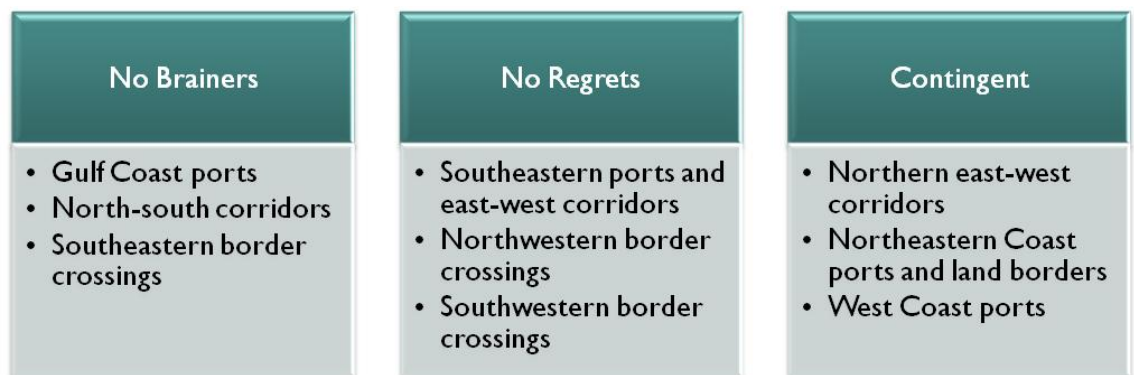 No Brainers
• Gulf Coast ports
• North-south corridors
• Southeastern border
crossings
No Regrets
• Southeastern ports and
east-west corridors
• Northwestern border
crossings
• Southwestern border
crossings
Contingent
• Northern east-west
corridors
• Northeastern Coast
ports and land borders
• West Coast ports